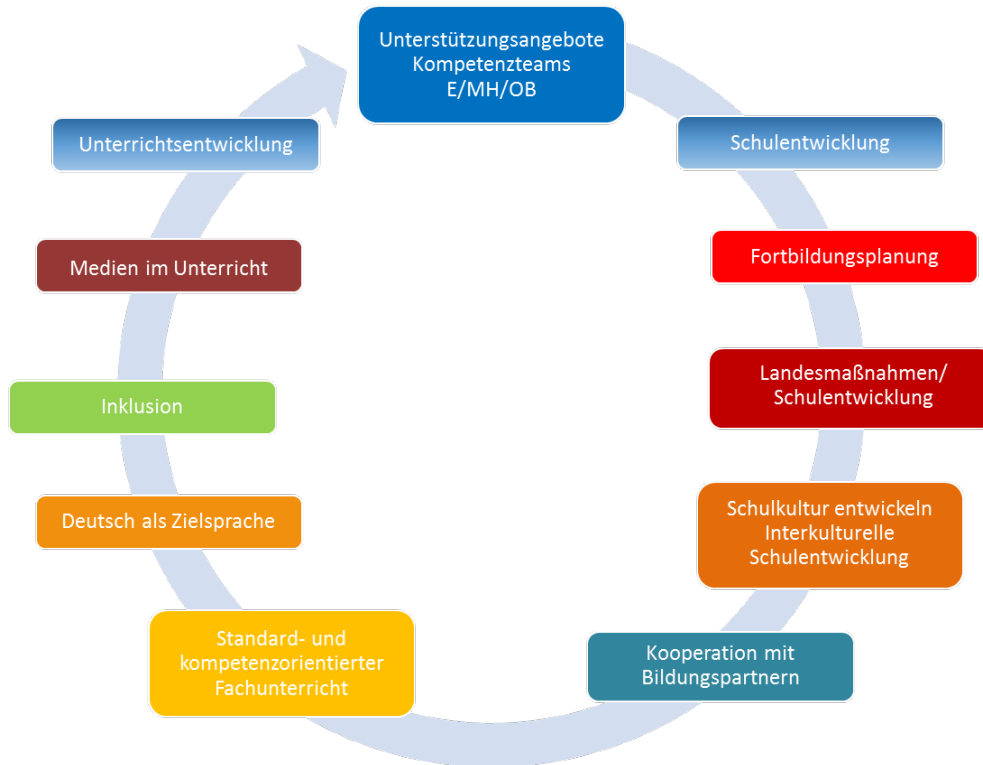 Unterstützungsangebote
Kompetenzteams
E/MH/OB
Schulentwicklung
Fortbildungsplanung
Landesmaßnahmen/
Schulentwicklung
Schulkultur entwickeln
Interkulturelle
Schulentwicklung
Kooperation mit
Bildungspartnern
Standard- und
kompetenzorientierter
Fachunterricht
Deutsch als Zielsprache
Inklusion
Medien im Unterricht
Unterrichtsentwicklung